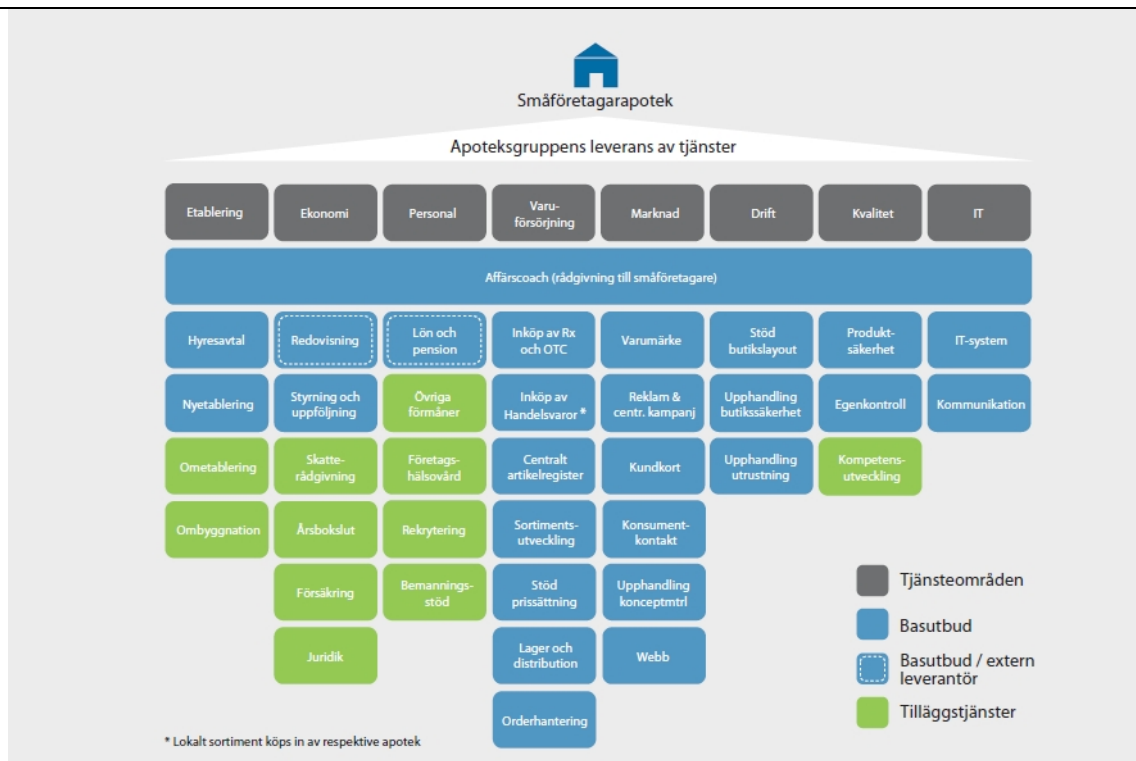 Småföretagarapotek
Apoteksgruppens leverans av tjänster
Etablering
Ekonomi
Personal
Varu-
försörjning
Marknad
Drift
Kvalitet
IT
Affärscoach (rådgivning till småföretagare)
Hyresavtal
Redovisning
Lön och
pension
Inköp av Rx
och OTC
Varumärke
Stöd
butikslayout
Produkt-
säkerhet
IT-system
Nyetablering
Styrning och
uppföljning
Övriga
förmåner
Inköp av
Handelsvaror *
Reklam &
centr. kampanj
Upphandling
butikssäkerhet
Egenkontroll
Kommunikation
Ometablering
Skatte-
rådgivning
Företags-
hälsovård
Centralt
artikelregister
Kundkort
Upphandling
utrustning
Kompetens-
utveckling
Ombyggnation
Årsbokslut
Rekrytering
Sortiments-
utveckling
Konsument-
kontakt
Försäkring
Bemannings-
stöd
Stöd
prissättning
Upphandling
konceptmtrl
Juridik
Lager och
distribution
Webb
Orderhantering
Tjänsteområden
Basutbud
Basutbud / extern
leverantör
Tilläggstjänster
* Lokalt sortiment köps in av respektive apotek